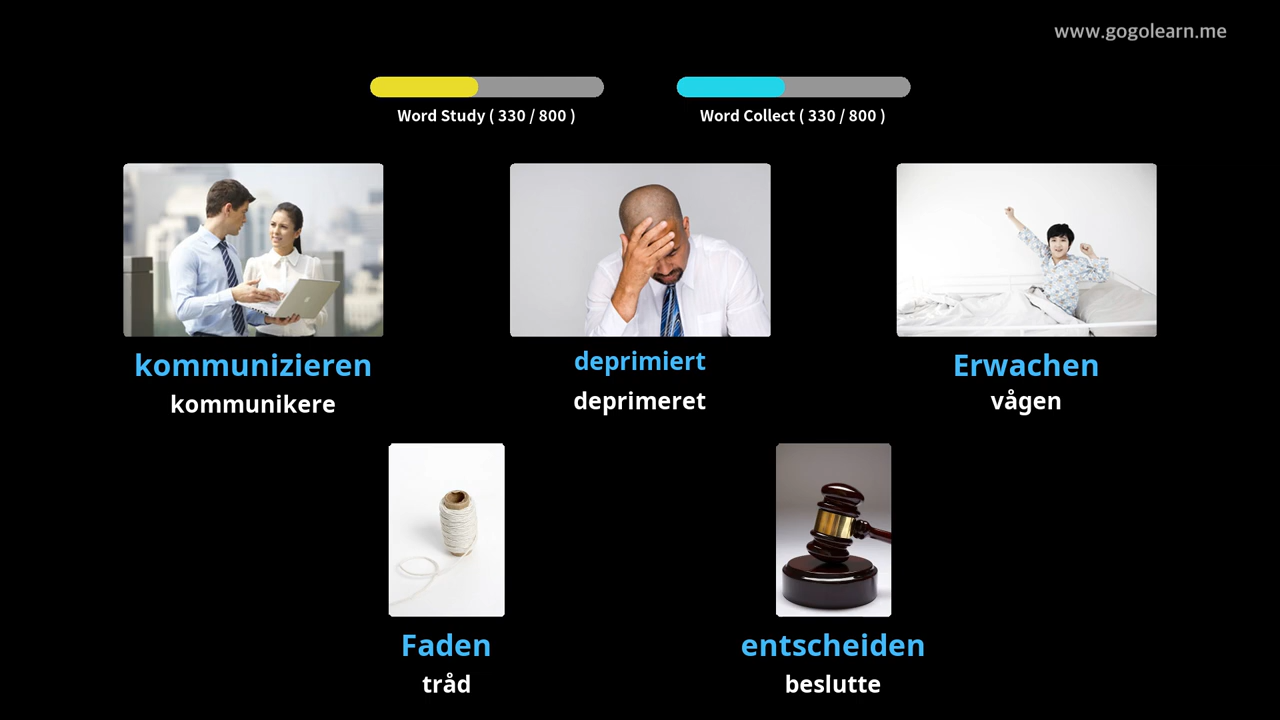 www.gogolearn.me
Word Study ( 330 / 800 )
Word Collect ( 330 / 800 )
kommunizieren
kommunikere
deprimiert
deprimeret
Erwachen
vågen
Faden
tråd
entscheiden
beslutte